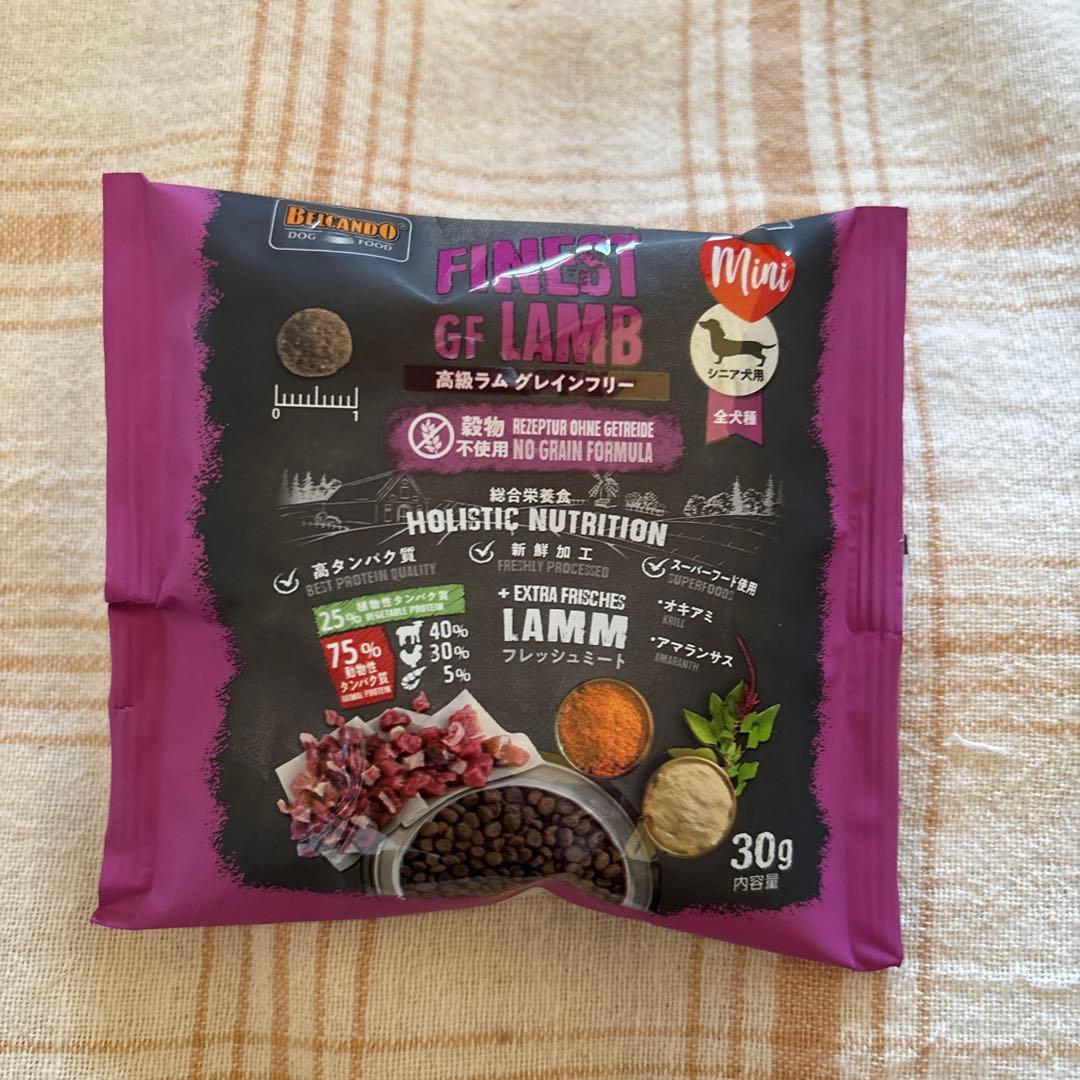 BELCANDO®
DOG FOOD
FINEST
GF LAMB
高級ラム グレインフリー
Mini
シニア犬用
全犬種
0 1
穀物
不使用
REZEPTUR OHNE GETREIDE
NO GRAIN FORMULA
総合栄養食
HOLISTIC NUTRITION
高タンパク質
BEST PROTEIN QUALITY
新鮮加工
FRESHLY PROCESSED
スーパーフード使用
SUPERFOODS
25% 植物性タンパク質
VEGETABLE PROTEIN
75%
動物性
タンパク質
ANIMAL PROTEIN
40%
30%
5%
+ EXTRA FRISCHES
LAMM
フレッシュミート
・オキアミ
KRILL
・アマランサス
AMARANTH
30g
内容量